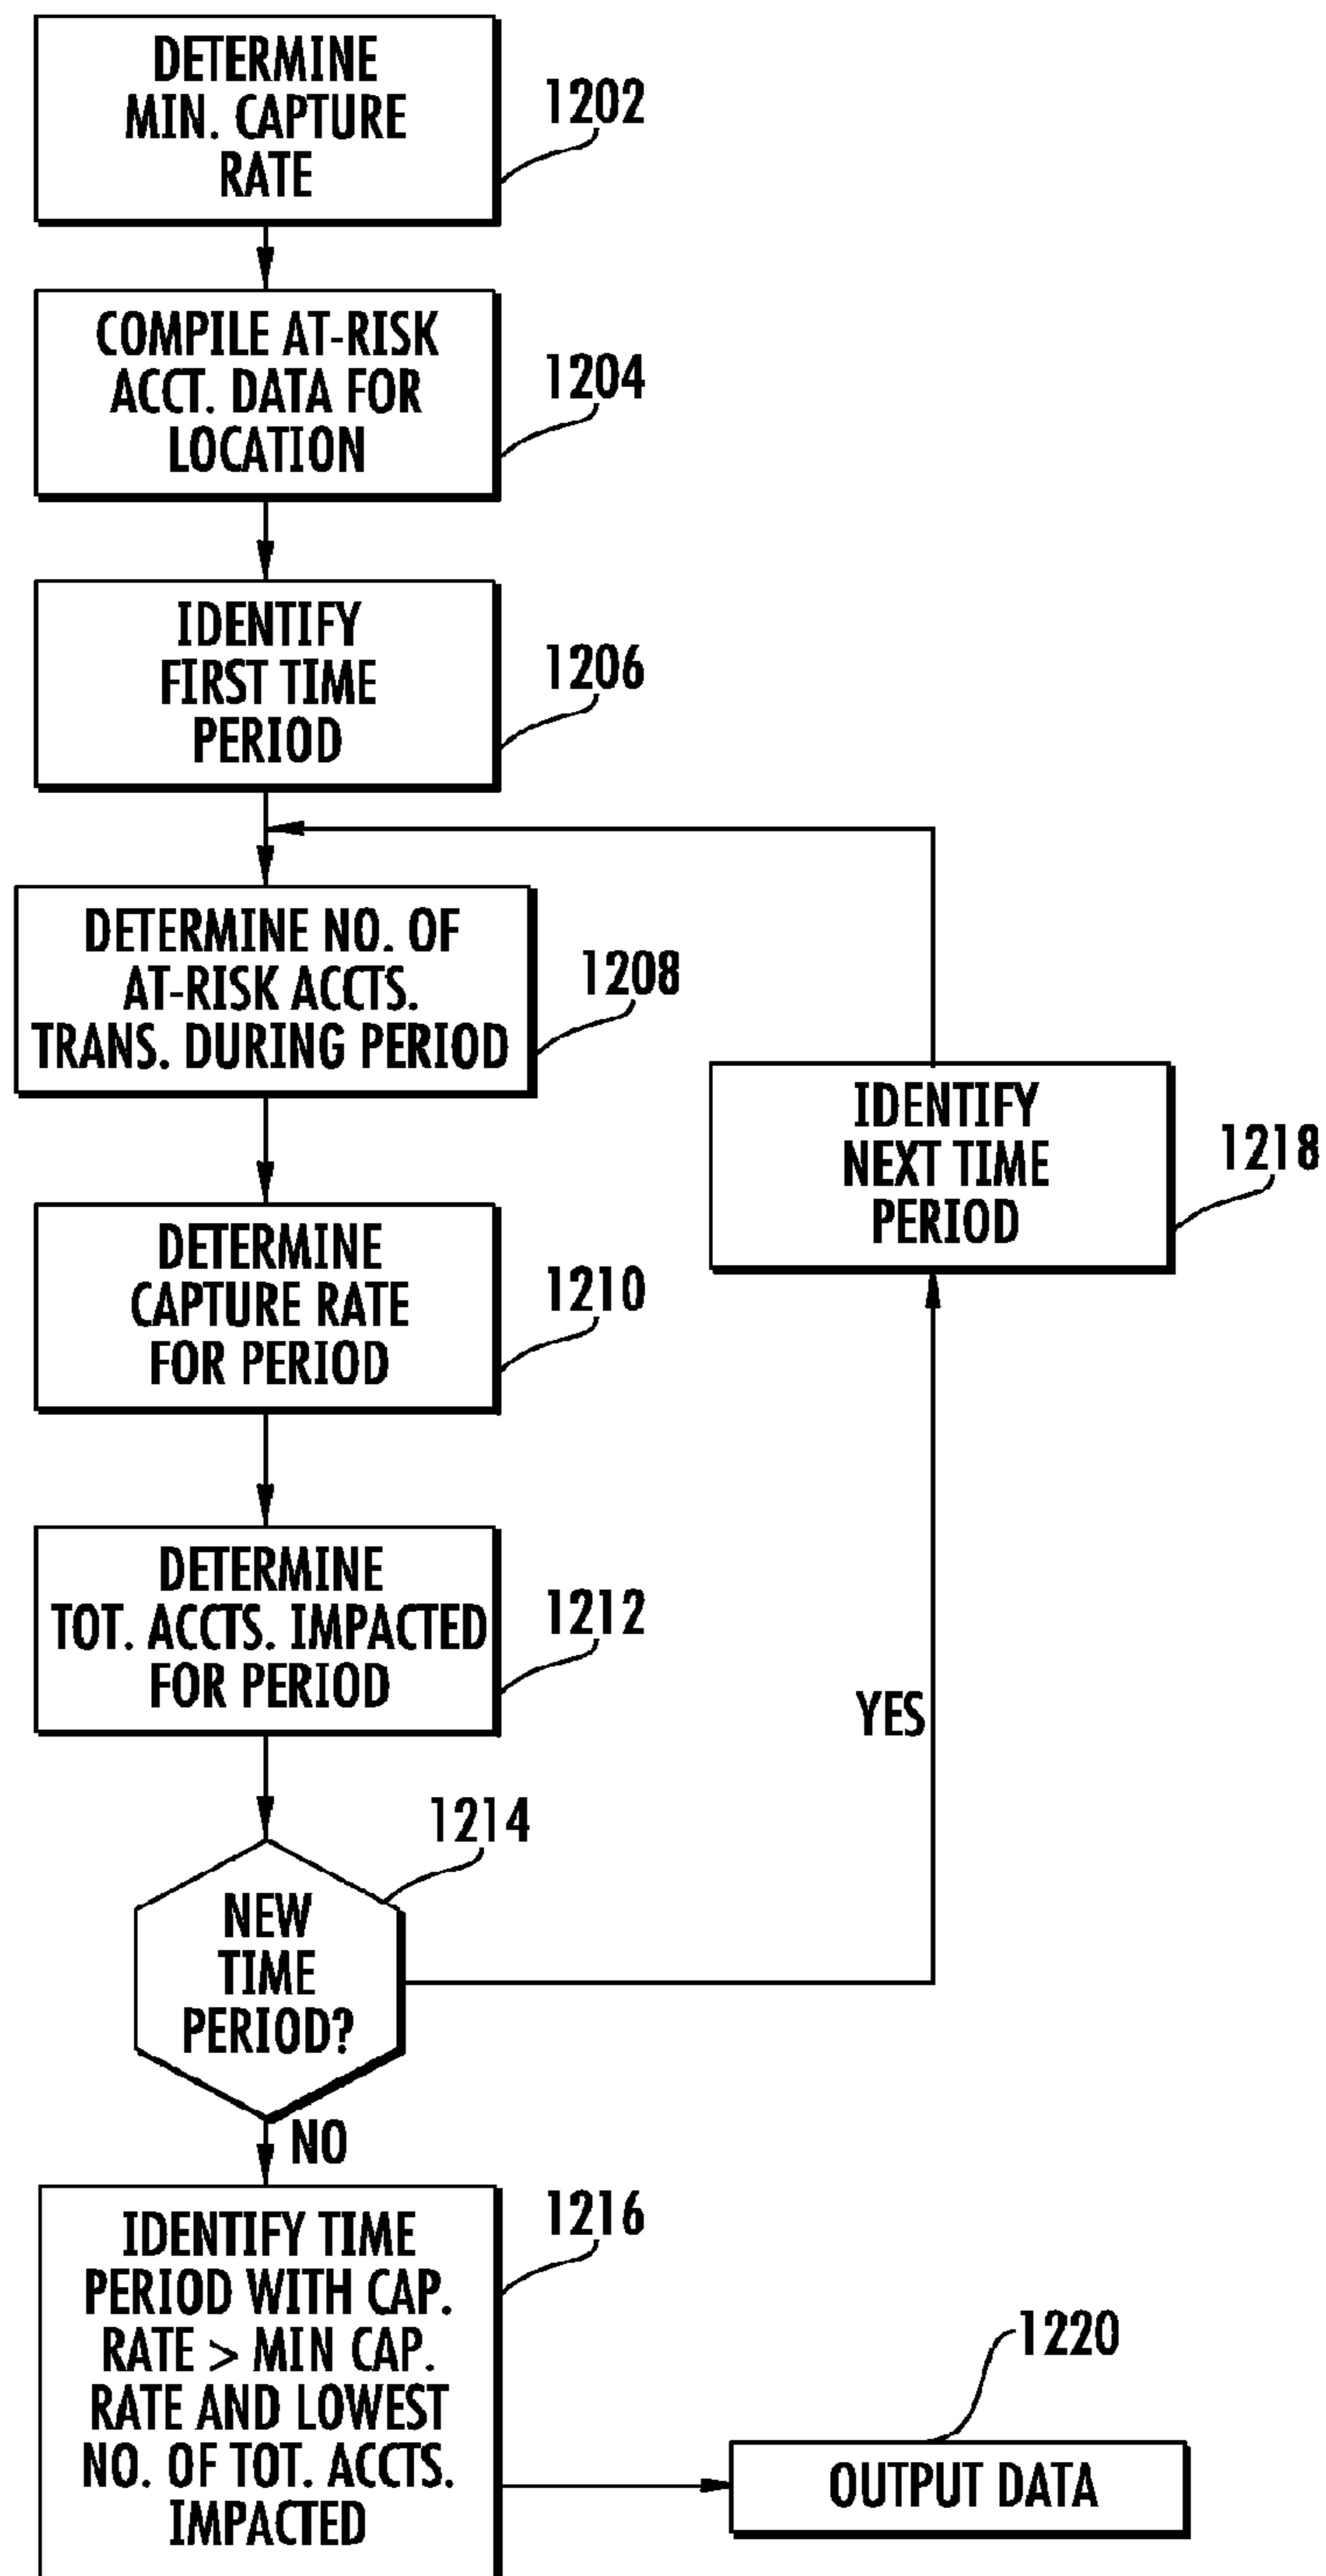 DETERMINE
MIN. CAPTURE
RATE
1202
COMPILE AT-RISK
ACCT. DATA FOR
LOCATION
1204
IDENTIFY
FIRST TIME
PERIOD
1206
DETERMINE NO. OF
AT-RISK ACCTS.
TRANS. DURING PERIOD
1208
IDENTIFY
NEXT TIME
PERIOD
1218
DETERMINE
CAPTURE RATE
FOR PERIOD
1210
DETERMINE
TOT. ACCTS. IMPACTED
FOR PERIOD
1212
YES
1214
NEW
TIME
PERIOD?
NO
IDENTIFY TIME
PERIOD WITH CAP.
RATE > MIN CAP.
RATE AND LOWEST
NO. OF TOT. ACCTS.
IMPACTED
1216
1220
OUTPUT DATA